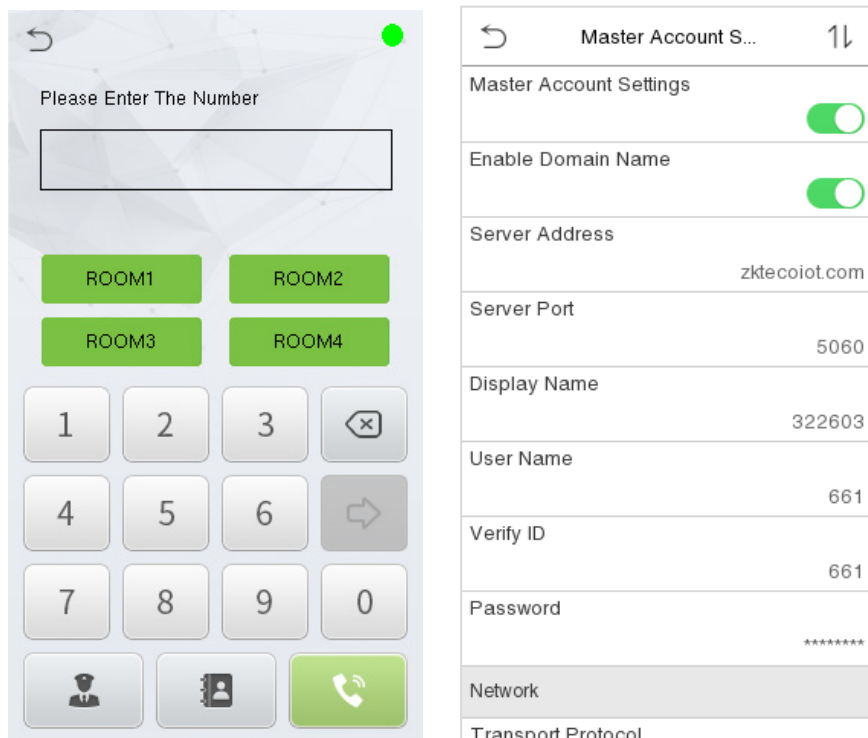 Please Enter The Number
ROOM1 ROOM2
ROOM3 ROOM4
1 2 3
4 5 6
7 8 9 0
Master Account S...
Master Account Settings
Enable Domain Name
Server Address
zktecoiot.com
Server Port
5060
Display Name
322603
User Name
661
Verify ID
661
Password
********
Network
Transport Protocol